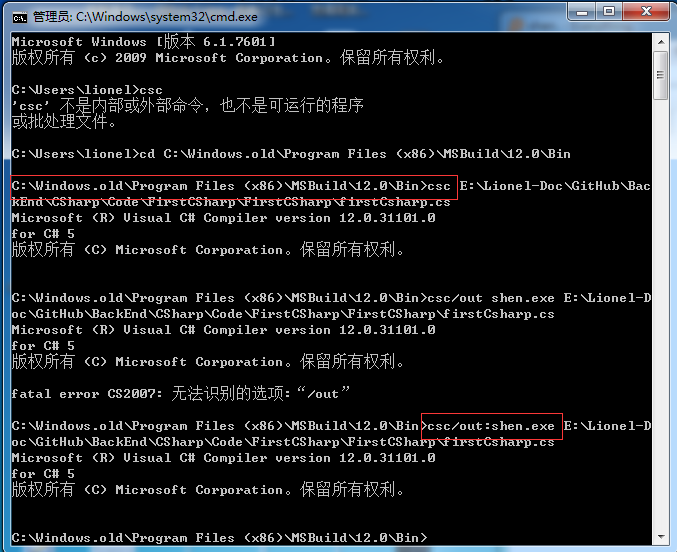 管理员: C:\Windows\system32\cmd.exe
Microsoft Windows [版本 6.1.7601]
版权所有 (c) 2009 Microsoft Corporation。保留所有权利。
C:\Users\lionel>csc
'csc' 不是内部或外部命令，也不是可运行的程序
或批处理文件。
C:\Users\lionel>cd C:\Windows.old\Program Files (x86)\MSBuild\12.0\Bin
C:\Windows.old\Program Files (x86)\MSBuild\12.0\Bin>csc E:\Lionel-Doc\GitHub\Bac
kEnd\CSharp\Code\FirstCSharp\FirstCSharp\firstCsharp.cs
Microsoft (R) Visual C# Compiler version 12.0.31101.0
for C# 5
版权所有 (C) Microsoft Corporation。保留所有权利。
C:\Windows.old\Program Files (x86)\MSBuild\12.0\Bin>csc/out shen.exe E:\Lionel-D
oc\GitHub\BackEnd\CSharp\Code\FirstCSharp\FirstCSharp\firstCsharp.cs
Microsoft (R) Visual C# Compiler version 12.0.31101.0
for C# 5
版权所有 (C) Microsoft Corporation。保留所有权利。
fatal error CS2007: 无法识别的选项:“/out”
C:\Windows.old\Program Files (x86)\MSBuild\12.0\Bin>csc/out:shen.exe E:\Lionel-D
oc\GitHub\BackEnd\CSharp\Code\FirstCSharp\FirstCSharp\firstCsharp.cs
Microsoft (R) Visual C# Compiler version 12.0.31101.0
for C# 5
版权所有 (C) Microsoft Corporation。保留所有权利。
C:\Windows.old\Program Files (x86)\MSBuild\12.0\Bin>